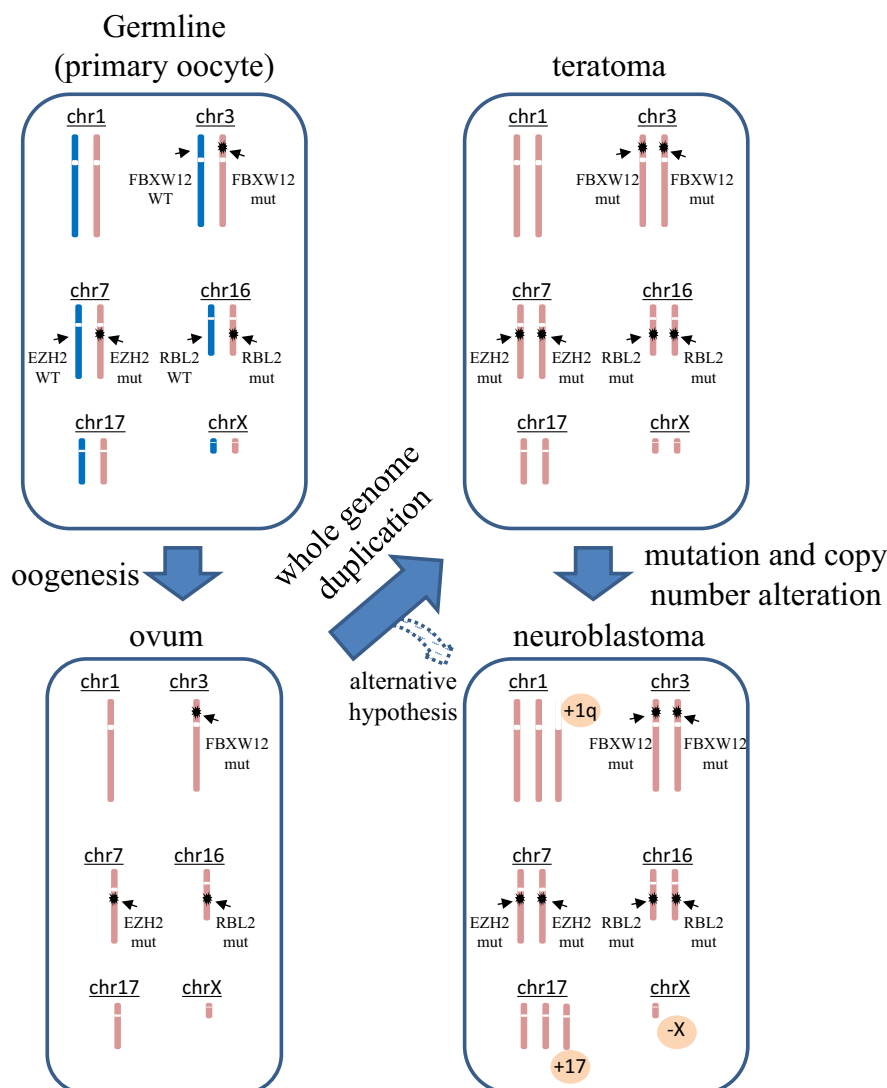 Germline
(primary oocyte)
chr1
chr3
FBXW12
WT
FBXW12
mut
chr7
chr16
EZH2
WT
EZH2
mut
RBL2
WT
RBL2
mut
chr17
chrX
teratoma
chr1
chr3
FBXW12
mut
FBXW12
mut
chr7
chr16
EZH2
mut
EZH2
mut
RBL2
mut
RBL2
mut
chr17
chrX
oogenesis
whole genome
duplication
alternative
hypothesis
mutation and copy
number alteration
ovum
chr1
chr3
FBXW12
mut
chr7
chr16
EZH2
mut
RBL2
mut
chr17
chrX
neuroblastoma
chr1
+1q
chr3
FBXW12
mut
FBXW12
mut
chr7
chr16
EZH2
mut
EZH2
mut
RBL2
mut
RBL2
mut
chr17
chrX
-X
+17